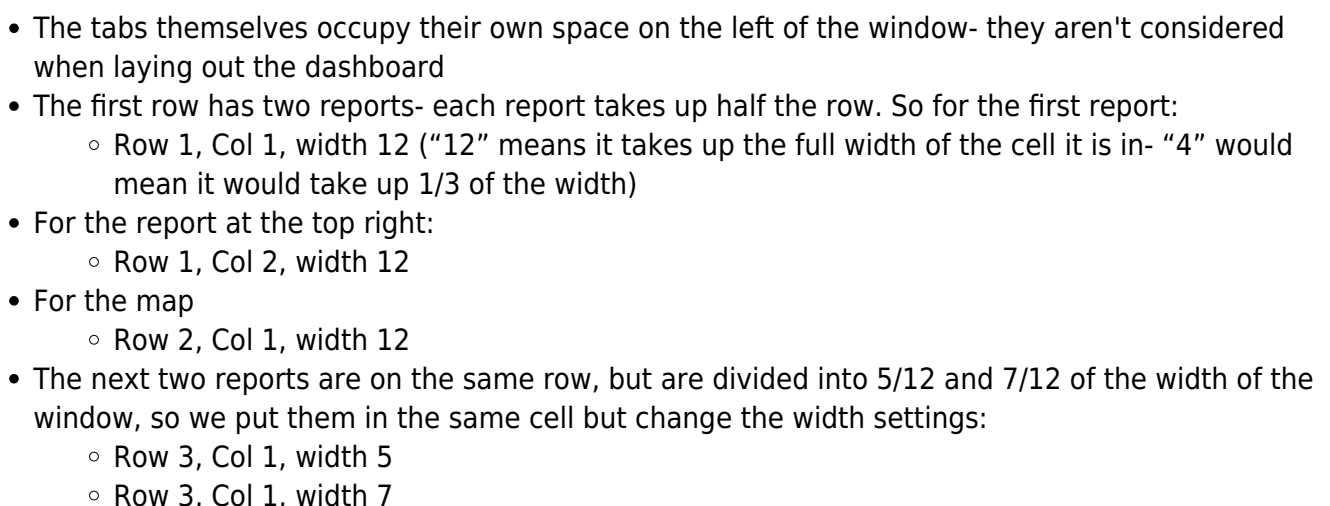 • The tabs themselves occupy their own space on the left of the window- they aren't considered
when laying out the dashboard
• The first row has two reports- each report takes up half the row. So for the first report:
◦ Row 1, Col 1, width 12 (“12” means it takes up the full width of the cell it is in- “4” would
mean it would take up 1/3 of the width)
• For the report at the top right:
◦ Row 1, Col 2, width 12
• For the map
◦ Row 2, Col 1, width 12
• The next two reports are on the same row, but are divided into 5/12 and 7/12 of the width of the
window, so we put them in the same cell but change the width settings:
◦ Row 3, Col 1, width 5
◦ Row 3, Col 1, width 7